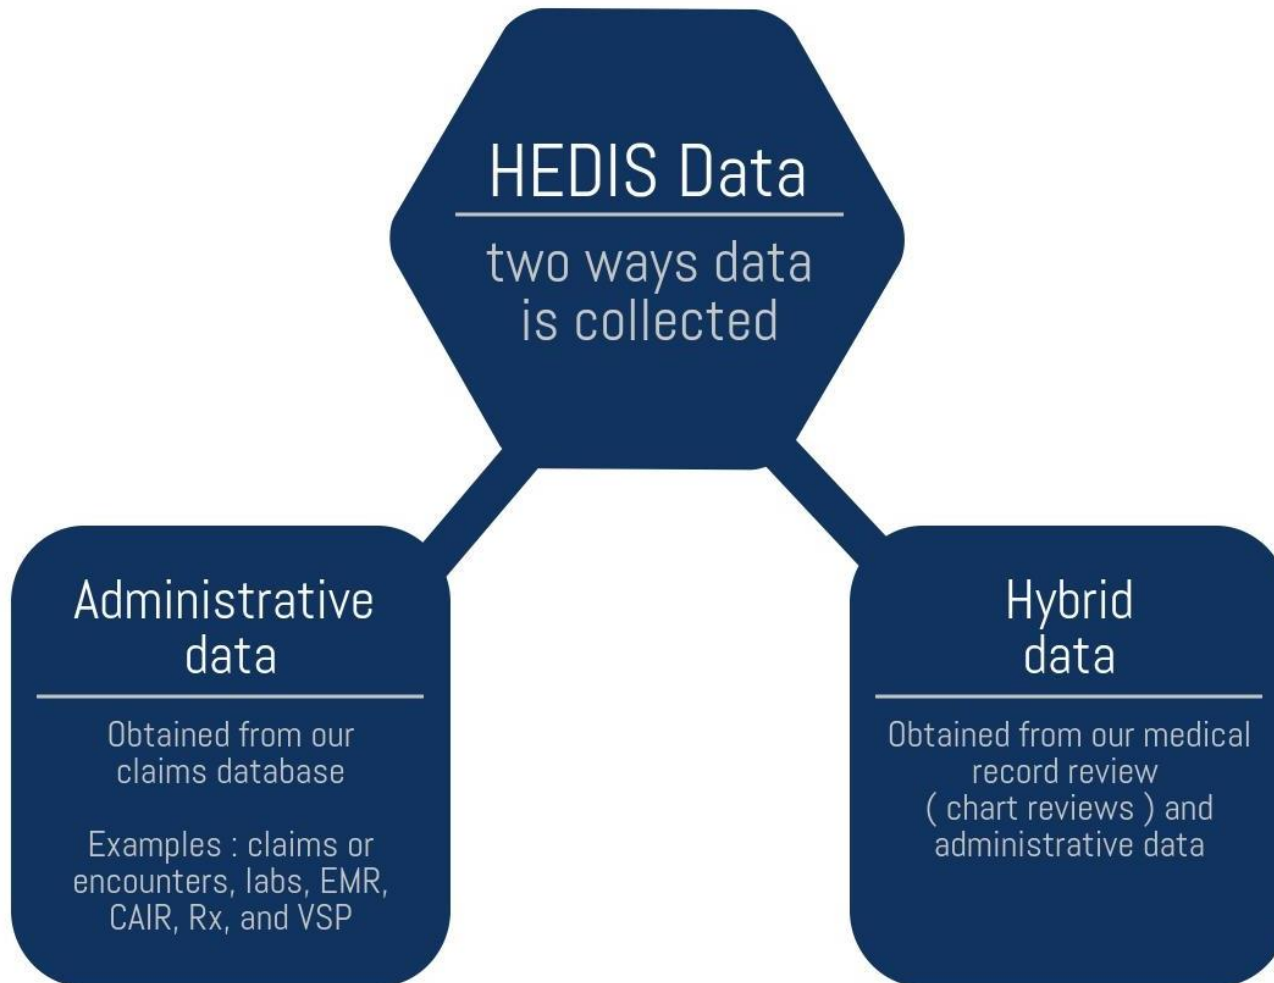 HEDIS Data
two ways data
is collected
Administrative
data
Obtained from our
claims database
Examples : claims or
encounters, labs, EMR,
CAIR, Rx, and VSP
Hybrid
data
Obtained from our medical
record review
( chart reviews ) and
administrative data